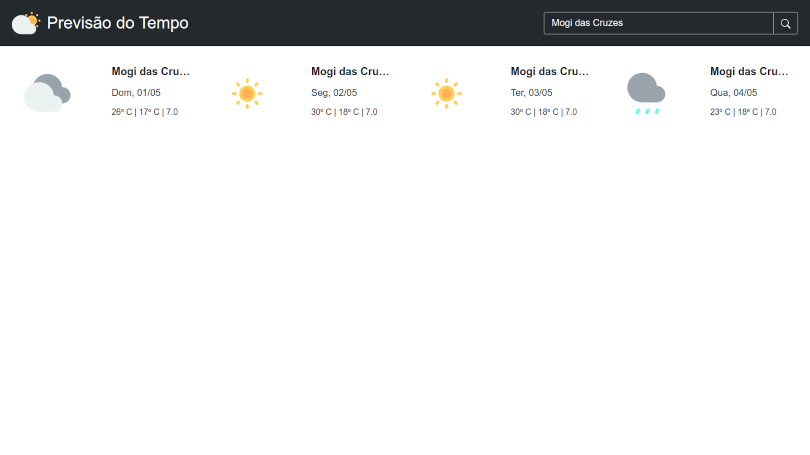 Previsão do Tempo
Mogi das Cruzes
Mogi das Cru...
Dom, 01/05
26º C | 17º C | 7.0
Mogi das Cru...
Seg, 02/05
30º C | 18º C | 7.0
Mogi das Cru...
Ter, 03/05
30º C | 18º C | 7.0
Mogi das Cru...
Qua, 04/05
23º C | 18º C | 7.0